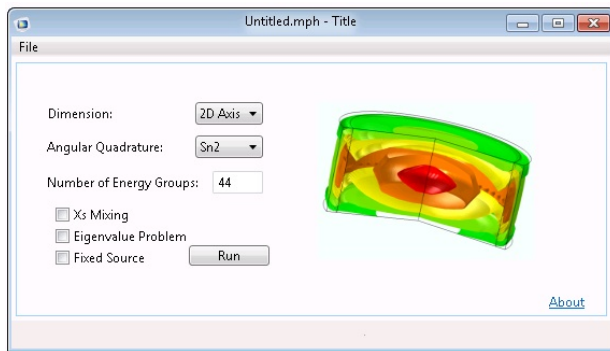 Untitled.mph - Title
File
Dimension: 2D Axis
Angular Quadrature: Sn2
Number of Energy Groups: 44
Xs Mixing
Eigenvalue Problem
Fixed Source Run
About